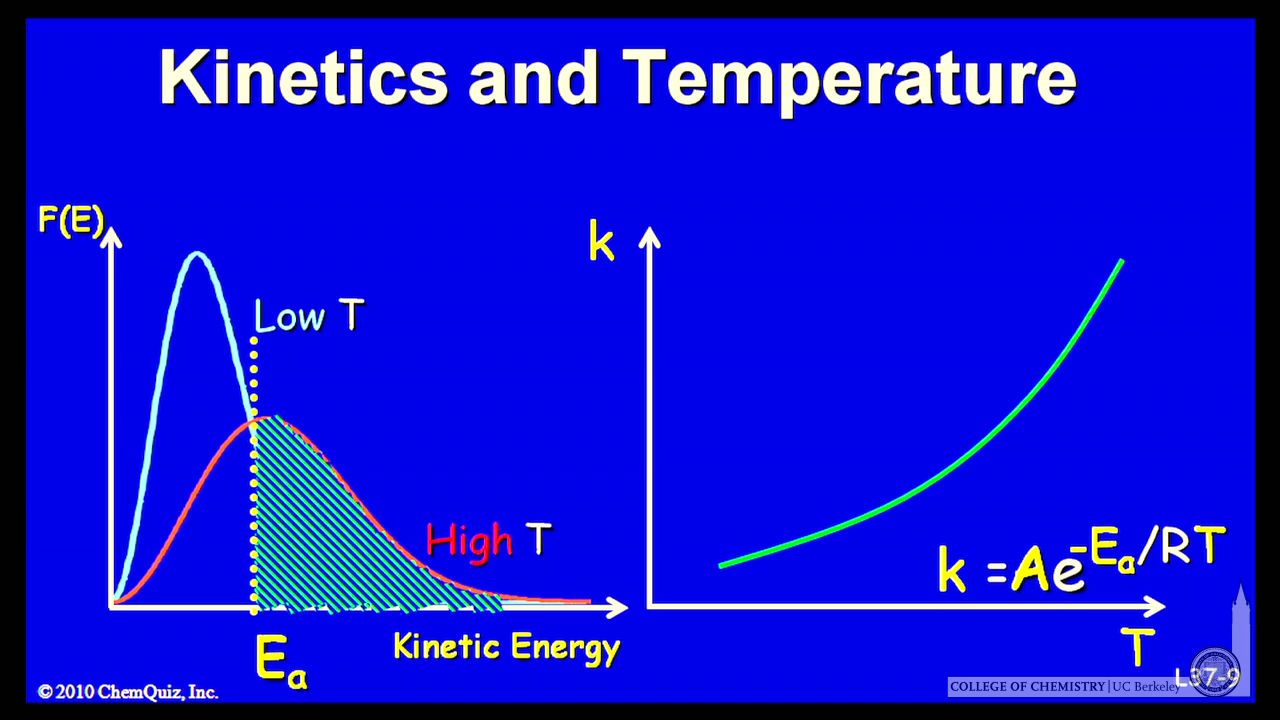 Kinetics and Temperature
F(E)
Low T
High T
Kinetic Energy
Eₐ
k
k =Ae^-Eₐ/RT
T
© 2010 ChemQuiz, Inc.
COLLEGE OF CHEMISTRY | UC Berkeley
L37-9